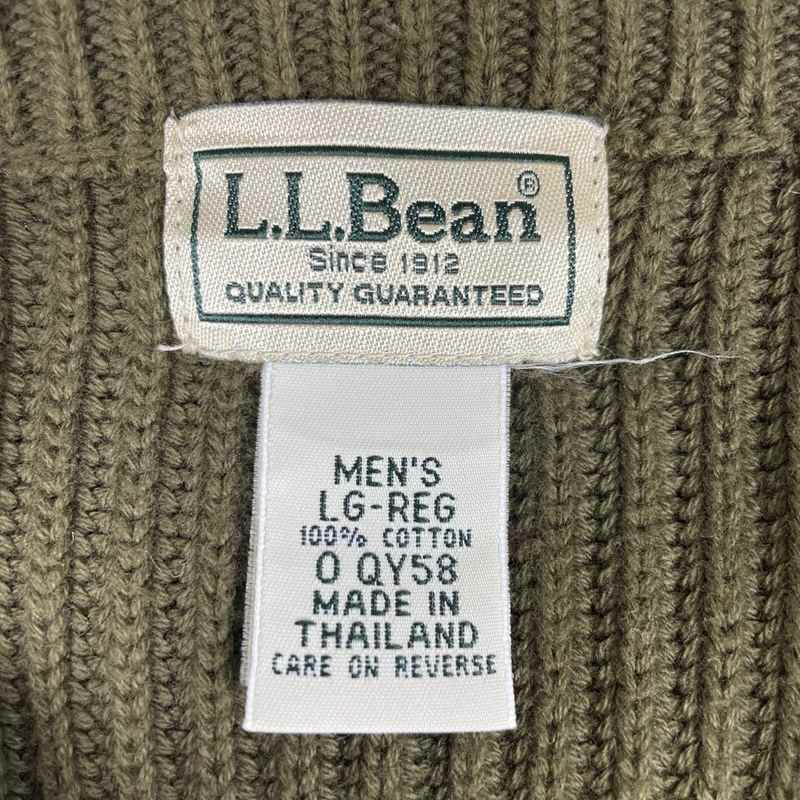 L.L.Bean®
Since 1912
QUALITY GUARANTEED
MEN'S
LG-REG
100% COTTON
0 QY58
MADE IN
THAILAND
CARE ON REVERSE